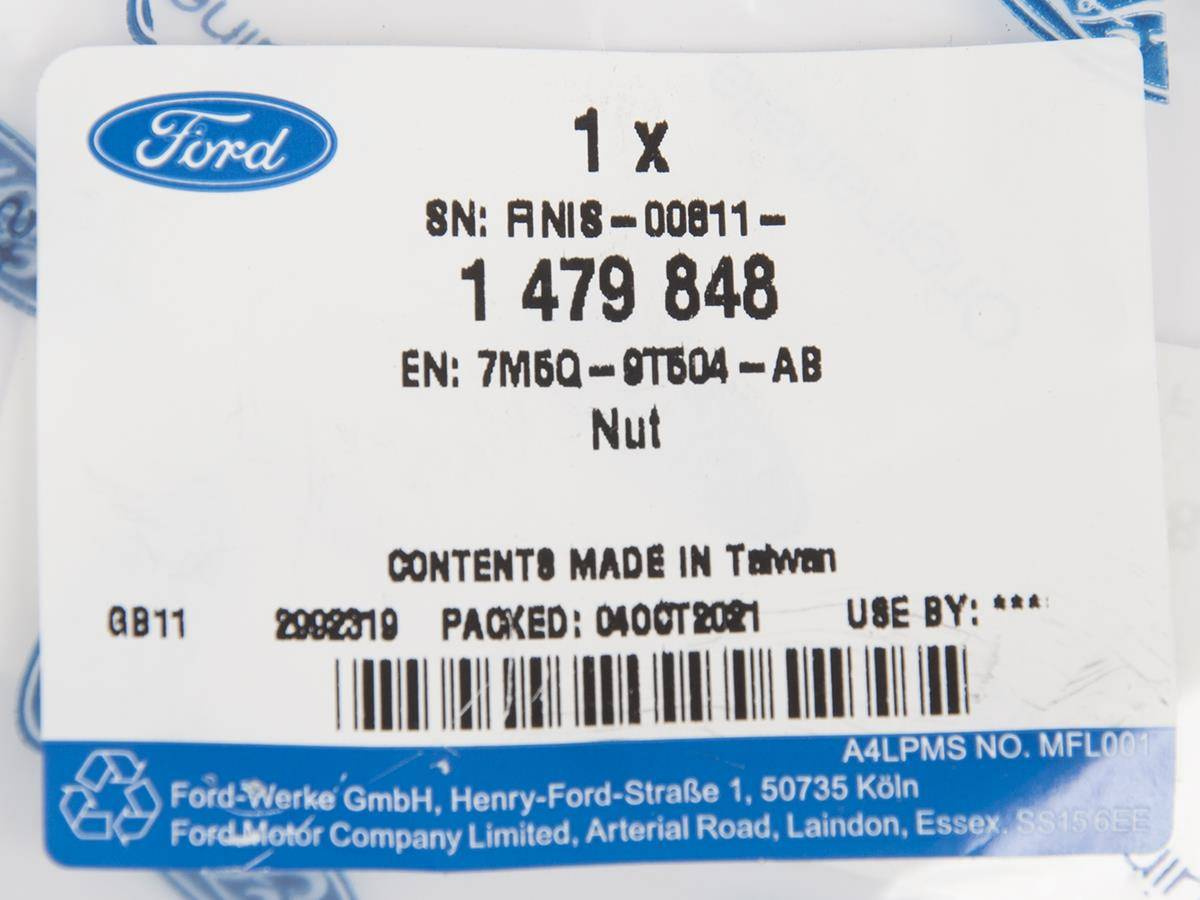 Ford
1 x
SN: FINIS-00811-
1 479 848
EN: 7M5Q-9T504-AB
Nut
CONTENTS MADE IN Taiwan
GB11 2992319 PACKED: 04OCT2021 USE BY: ***
A4LPMS NO. MFL001
Ford-Werke GmbH, Henry-Ford-Straße 1, 50735 Köln
Ford Motor Company Limited, Arterial Road, Laindon, Essex. SS15 6EE